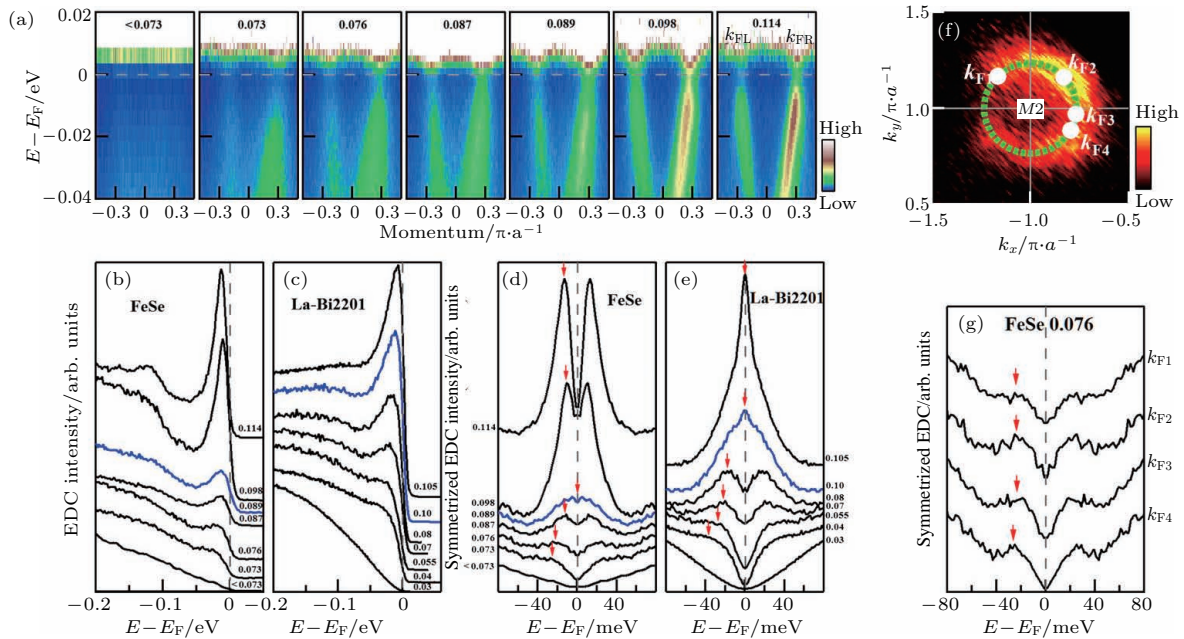 (a)
<0.073
0.073
0.076
0.087
0.089
0.098
0.114
kFL
kFR
E−EF/eV
0
−0.02
−0.04
High
Low
−0.3 0 0.3
−0.3 0 0.3
−0.3 0 0.3
−0.3 0 0.3
−0.3 0 0.3
−0.3 0 0.3
−0.3 0 0.3
Momentum/π·a⁻¹
(f)
kF1
kF2
M2
kF3
kF4
ky/π·a⁻¹
1.5
1.0
0.5
−1.5
−1.0
−0.5
kx/π·a⁻¹
High
Low
(b)
FeSe
EDC intensity/arb. units
0.114
0.098
0.089
0.087
0.076
0.073
<0.073
−0.2
−0.1
0
E−EF/eV
(c)
La-Bi2201
0.105
0.10
0.08
0.07
0.055
0.04
0.03
−0.2
−0.1
0
E−EF/eV
(d)
FeSe
Symmetrized EDC intensity/arb. units
0.114
0.098
0.089
0.087
0.076
0.073
<0.073
−80
−40
0
40
80
E−EF/meV
(e)
La-Bi2201
0.105
0.10
0.08
0.07
0.055
0.04
0.03
−80
−40
0
40
80
E−EF/meV
(g)
FeSe 0.076
Symmetrized EDC/arb. units
kF1
kF2
kF3
kF4
−80
−40
0
40
80
E−EF/meV